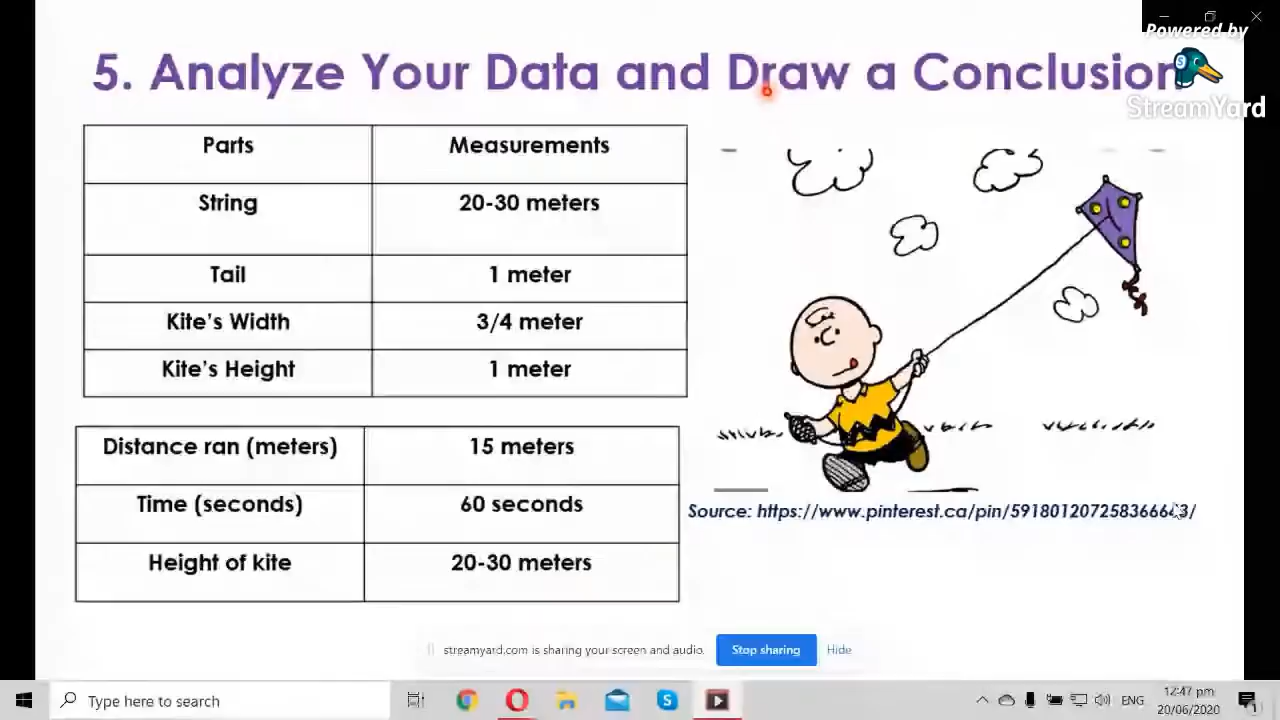 Powered by
5. Analyze Your Data and Draw a Conclusion
StreamYard
Parts Measurements
String 20-30 meters
Tail 1 meter
Kite's Width 3/4 meter
Kite's Height 1 meter
Distance ran (meters) 15 meters
Time (seconds) 60 seconds
Height of kite 20-30 meters
Source: https://www.pinterest.ca/pin/591801207258366643/
streamyard.com is sharing your screen and audio. Stop sharing Hide
Type here to search
ENG
12:47 pm
20/06/2020